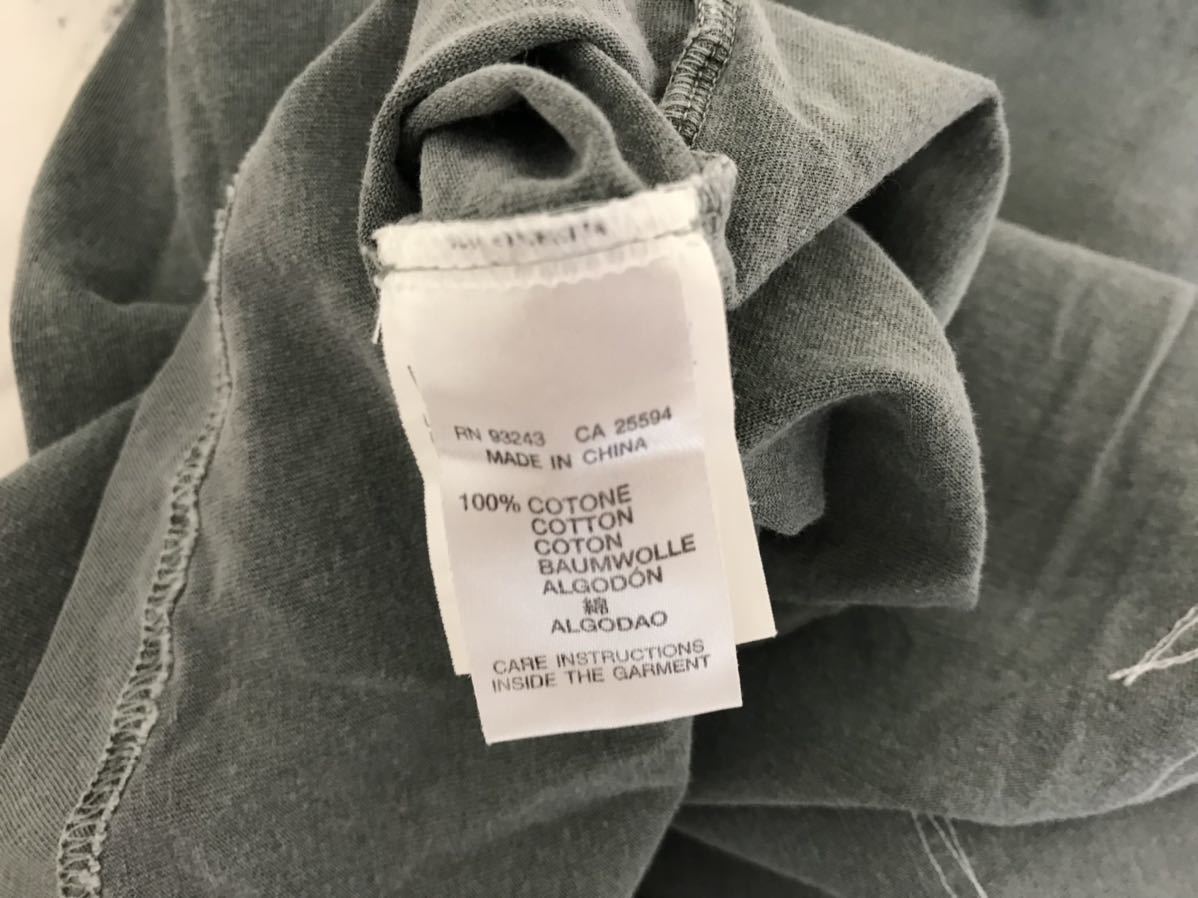 RN 93243 CA 25594
MADE IN CHINA
100% COTONE
COTTON
COTON
BAUMWOLLE
ALGODÓN
綿
ALGODAO
CARE INSTRUCTIONS
INSIDE THE GARMENT